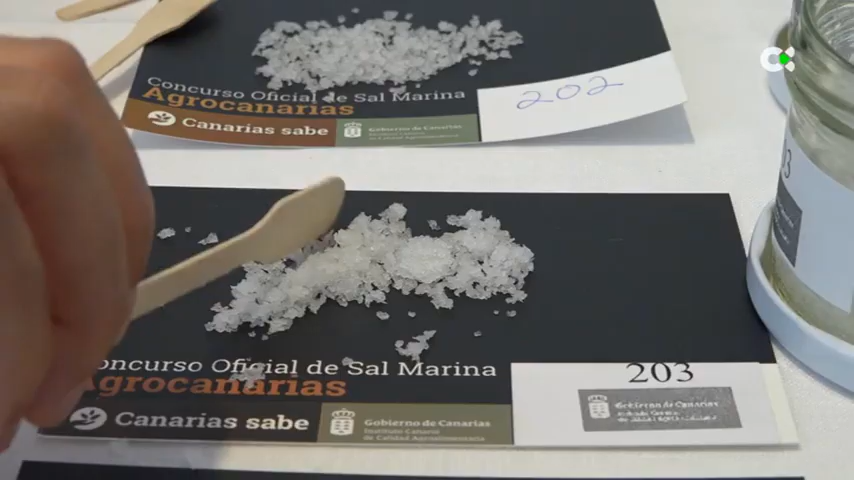 Concurso Oficial de Sal Marina
Agrocanarias
Canarias sabe
Gobierno de Canarias
202
oncurso Oficial de Sal Marina
Agrocanarias
Canarias sabe
Gobierno de Canarias
Instituto Canario
de Calidad Agroalimentaria
203
Gobierno de Canarias